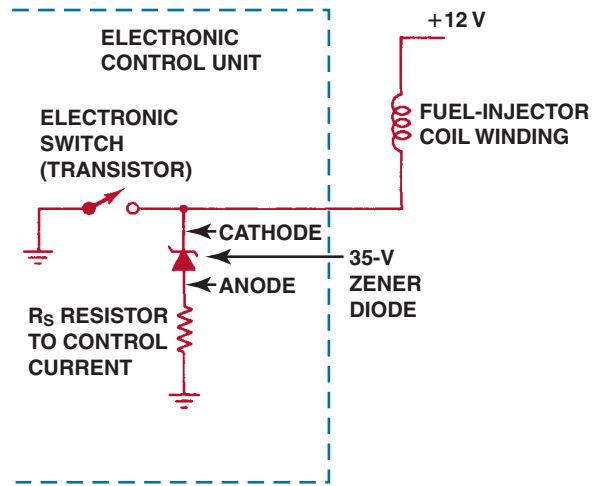 +12 V
ELECTRONIC
CONTROL UNIT
FUEL-INJECTOR
COIL WINDING
ELECTRONIC
SWITCH
(TRANSISTOR)
CATHODE
35-V
ZENER
DIODE
ANODE
RS RESISTOR
TO CONTROL
CURRENT